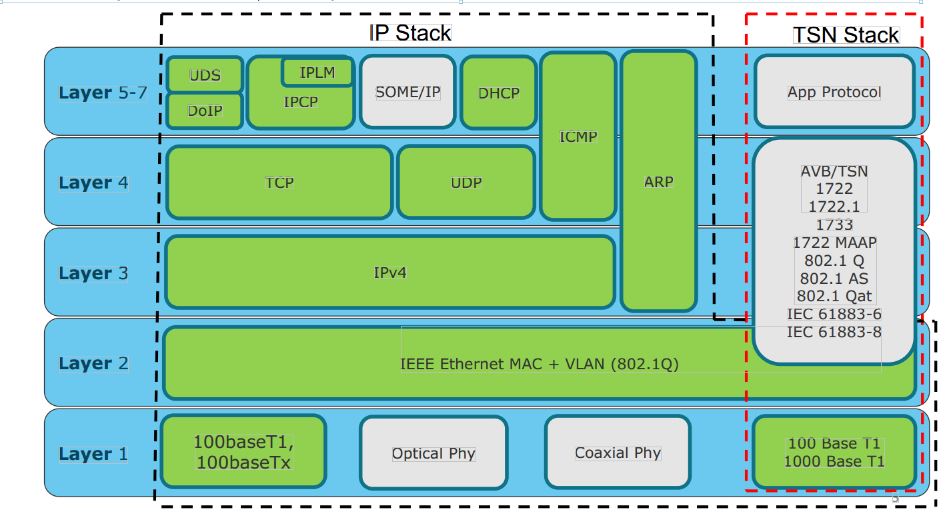 IP Stack
TSN Stack
Layer 5-7
UDS
DoIP
IPLM
IPCP
SOME/IP
DHCP
ICMP
ARP
App Protocol
Layer 4
TCP
UDP
AVB/TSN
1722
1722.1
1733
1722 MAAP
802.1 Q
802.1 AS
802.1 Qat
IEC 61883-6
IEC 61883-8
Layer 3
IPv4
Layer 2
IEEE Ethernet MAC + VLAN (802.1Q)
Layer 1
100baseT1,
100baseTx
Optical Phy
Coaxial Phy
100 Base T1
1000 Base T1